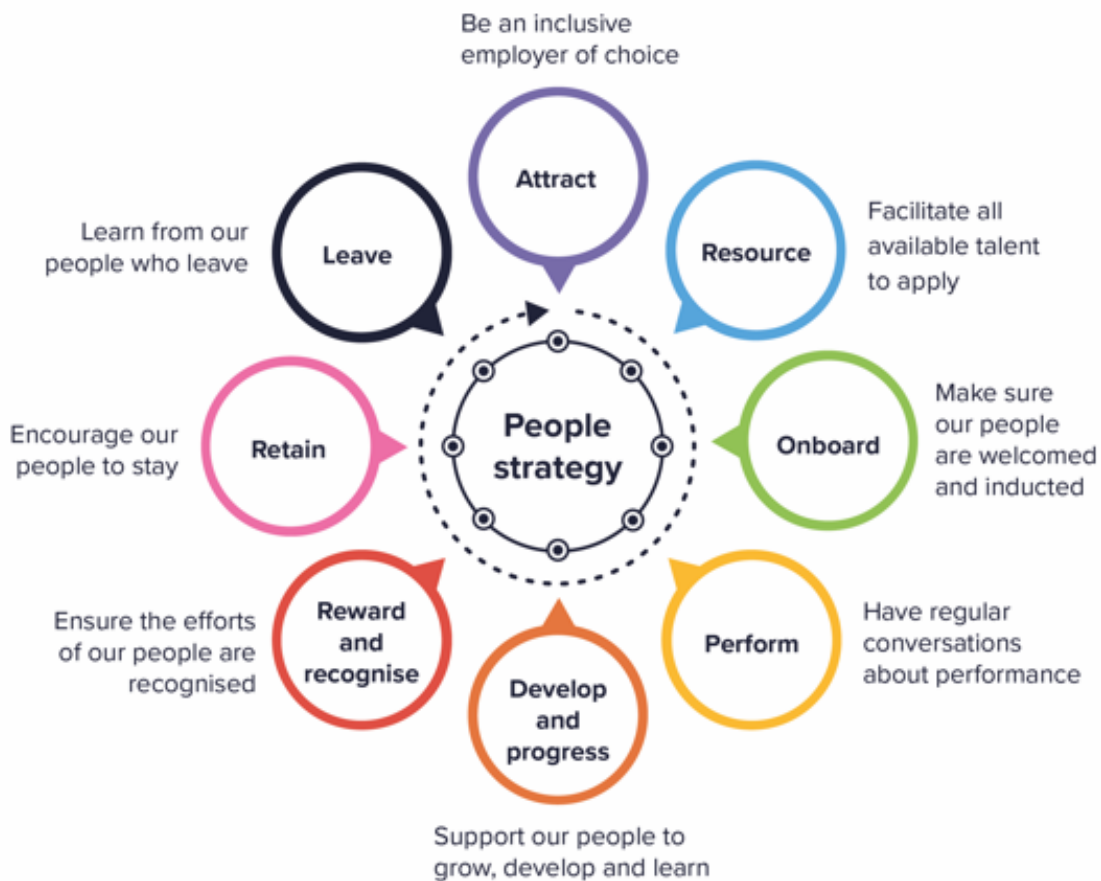 Be an inclusive
employer of choice
Attract
Resource
Facilitate all
available talent
to apply
Onboard
Make sure
our people
are welcomed
and inducted
Perform
Have regular
conversations
about performance
Develop
and
progress
Support our people to
grow, develop and learn
Reward
and
recognise
Ensure the efforts
of our people are
recognised
Retain
Encourage our
people to stay
Leave
Learn from our
people who leave
People
strategy